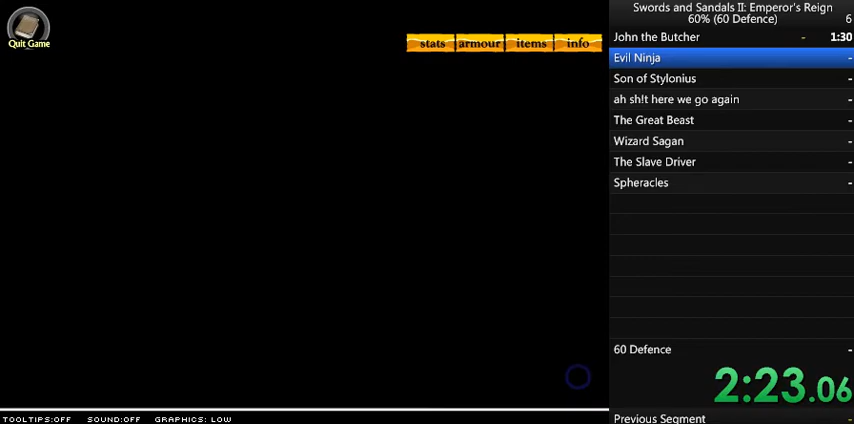 Quit Game
stats armour items info
TOOLTIPS:OFF SOUND:OFF GRAPHICS: LOW
Swords and Sandals II: Emperor's Reign
60% (60 Defence) 6
John the Butcher - 1:30
Evil Ninja -
Son of Stylonius -
ah sh!t here we go again -
The Great Beast -
Wizard Sagan -
The Slave Driver -
Spheracles -
60 Defence -
2:23.06
Previous Segment -